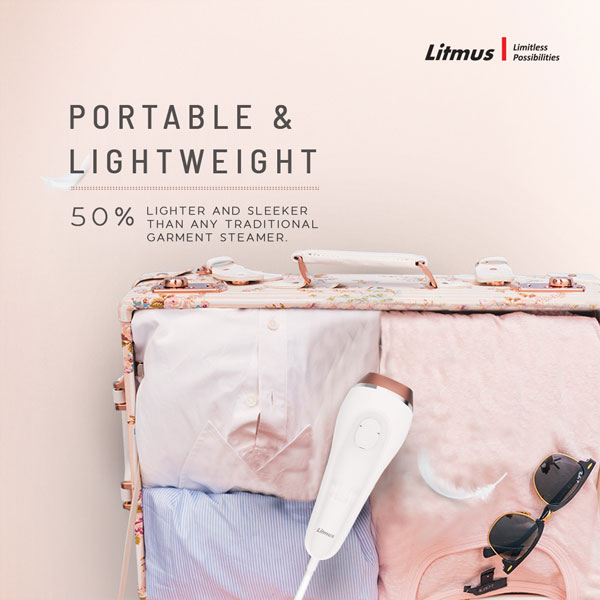 Litmus
Limitless
Possibilities
PORTABLE &
LIGHTWEIGHT
50%
LIGHTER AND SLEEKER
THAN ANY TRADITIONAL
GARMENT STEAMER.
Litmus